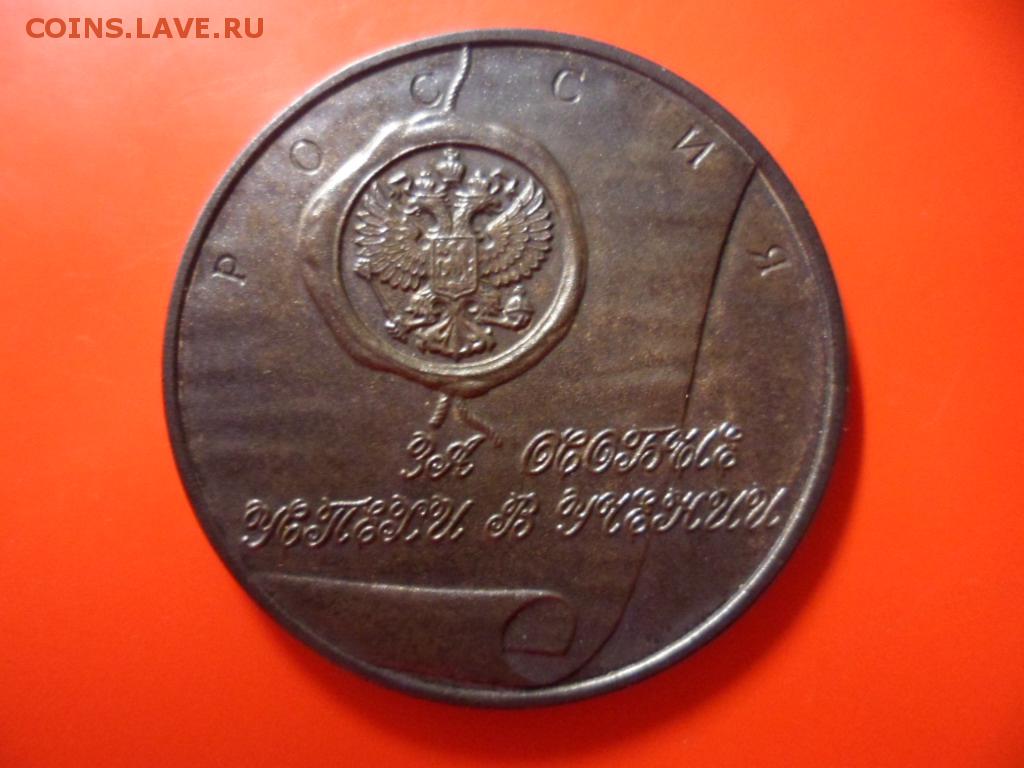 COINS.LAVE.RU
РОССИЯ
ЗА ОСОБЫЕ
УСПЕХИ В УЧЕНИИ